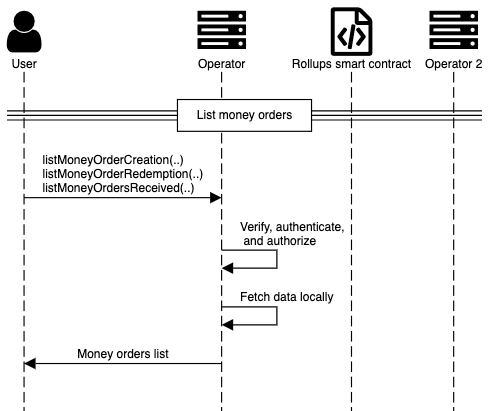 User
Operator
Rollups smart contract
Operator 2
List money orders
listMoneyOrderCreation(..)
listMoneyOrderRedemption(..)
listMoneyOrdersReceived(..)
Verify, authenticate,
and authorize
Fetch data locally
Money orders list